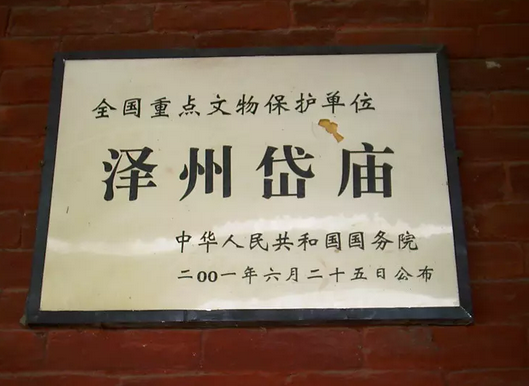 全国重点文物保护单位
泽州岱庙
中华人民共和国国务院
二00一年六月二十五日公布